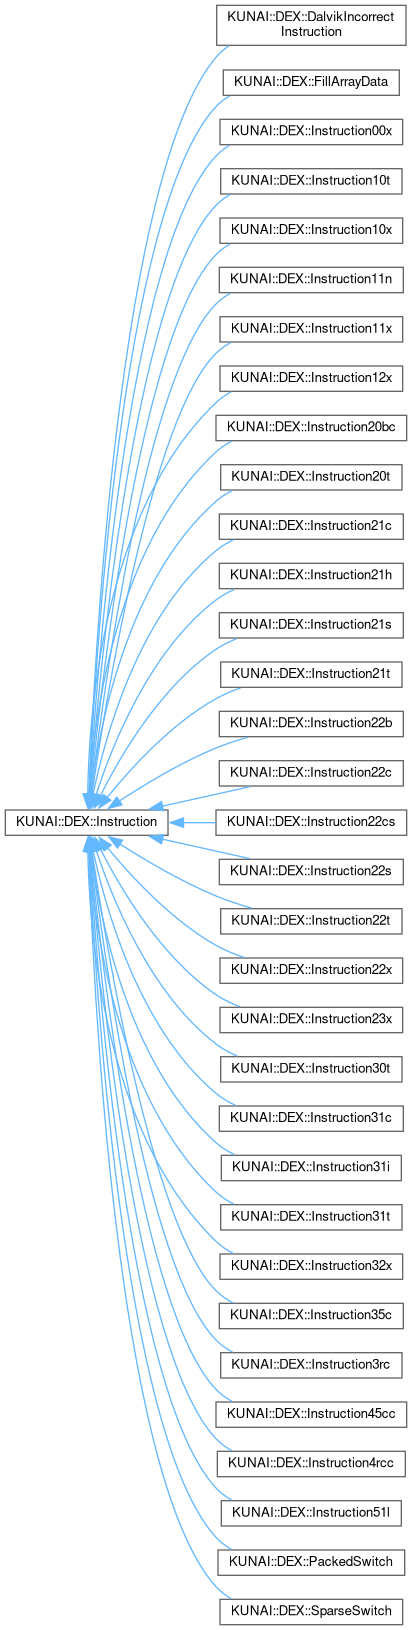 KUNAI::DEX::DalvikIncorrect
Instruction
KUNAI::DEX::FillArrayData
KUNAI::DEX::Instruction00x
KUNAI::DEX::Instruction10t
KUNAI::DEX::Instruction10x
KUNAI::DEX::Instruction11n
KUNAI::DEX::Instruction11x
KUNAI::DEX::Instruction12x
KUNAI::DEX::Instruction20bc
KUNAI::DEX::Instruction20t
KUNAI::DEX::Instruction21c
KUNAI::DEX::Instruction21h
KUNAI::DEX::Instruction21s
KUNAI::DEX::Instruction21t
KUNAI::DEX::Instruction22b
KUNAI::DEX::Instruction22c
KUNAI::DEX::Instruction
KUNAI::DEX::Instruction22cs
KUNAI::DEX::Instruction22s
KUNAI::DEX::Instruction22t
KUNAI::DEX::Instruction22x
KUNAI::DEX::Instruction23x
KUNAI::DEX::Instruction30t
KUNAI::DEX::Instruction31c
KUNAI::DEX::Instruction31i
KUNAI::DEX::Instruction31t
KUNAI::DEX::Instruction32x
KUNAI::DEX::Instruction35c
KUNAI::DEX::Instruction3rc
KUNAI::DEX::Instruction45cc
KUNAI::DEX::Instruction4rcc
KUNAI::DEX::Instruction51l
KUNAI::DEX::PackedSwitch
KUNAI::DEX::SparseSwitch